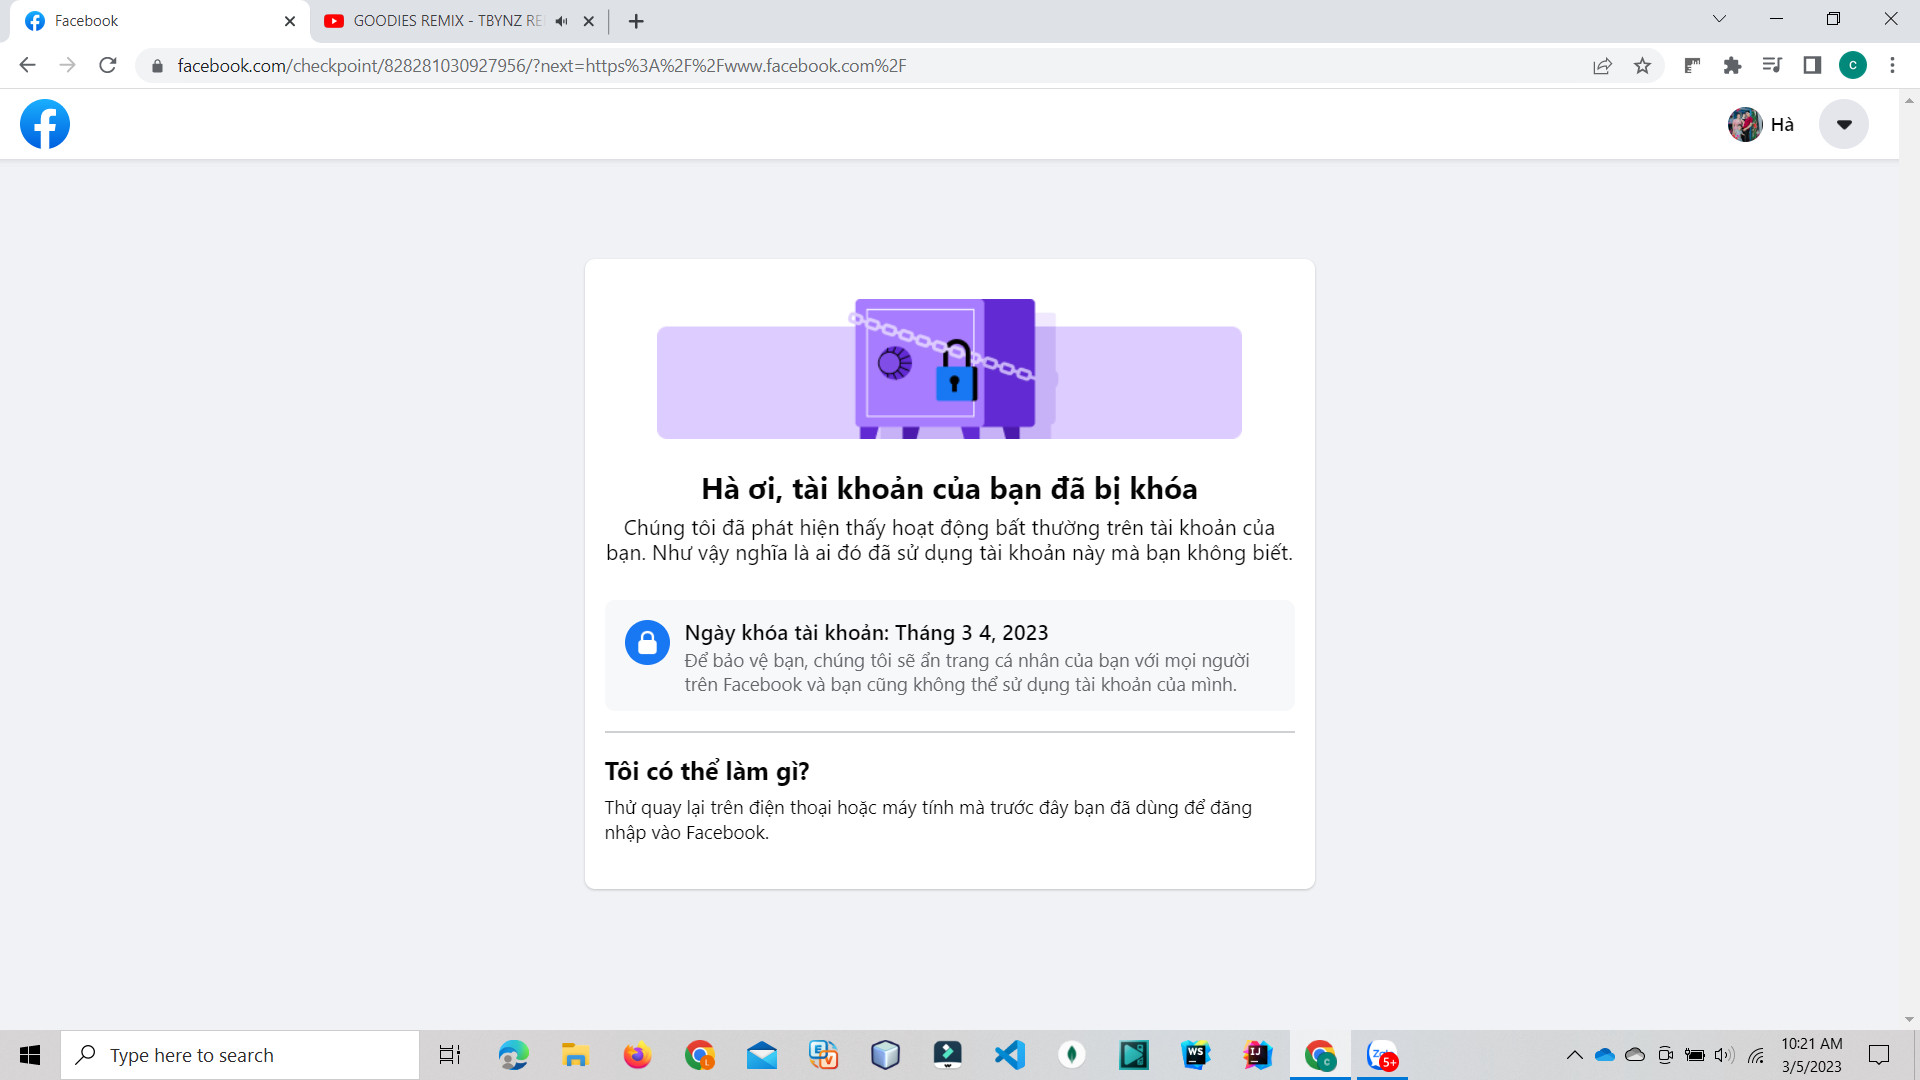 Facebook
GOODIES REMIX - TBYNZ RE
facebook.com/checkpoint/828281030927956/?next=https%3A%2F%2Fwww.facebook.com%2F
C
Hà
Hà ơi, tài khoản của bạn đã bị khóa
Chúng tôi đã phát hiện thấy hoạt động bất thường trên tài khoản của
bạn. Như vậy nghĩa là ai đó đã sử dụng tài khoản này mà bạn không biết.
Ngày khóa tài khoản: Tháng 3 4, 2023
Để bảo vệ bạn, chúng tôi sẽ ẩn trang cá nhân của bạn với mọi người
trên Facebook và bạn cũng không thể sử dụng tài khoản của mình.
Tôi có thể làm gì?
Thử quay lại trên điện thoại hoặc máy tính mà trước đây bạn đã dùng để đăng
nhập vào Facebook.
Type here to search
WS
IJ
5+
10:21 AM
3/5/2023